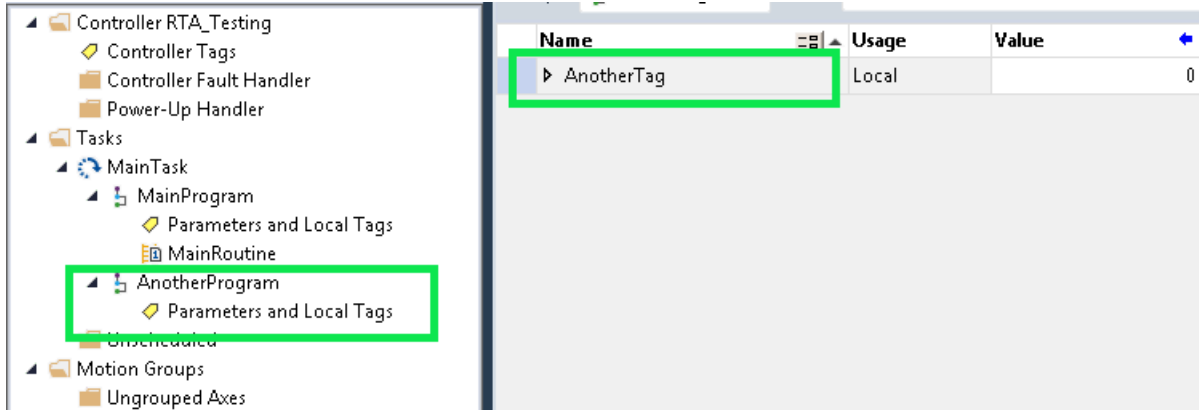 Controller RTA_Testing
Controller Tags
Controller Fault Handler
Power-Up Handler
Tasks
MainTask
MainProgram
Parameters and Local Tags
MainRoutine
AnotherProgram
Parameters and Local Tags
Unscheduled
Motion Groups
Ungrouped Axes
Name Usage Value
AnotherTag Local 0